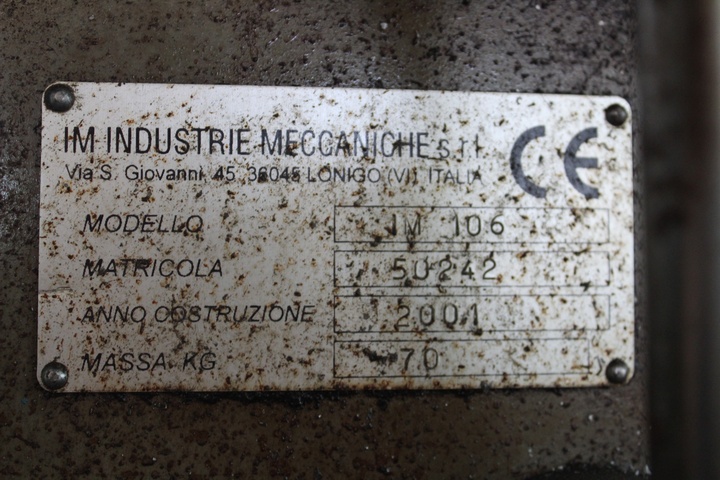 IM INDUSTRIE MECCANICHE s.r.l.
Via S. Giovanni, 45, 36045 LONIGO (VI) ITALIA
CE
MODELLO IM 106
MATRICOLA 50242
ANNO COSTRUZIONE 2001
MASSA KG 70